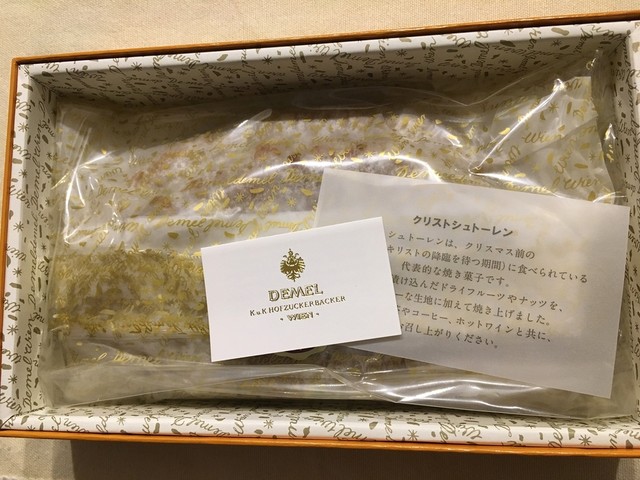 クリストシュトーレン
シュトーレンは、クリスマス前の
キリストの降臨を待つ期間)に食べられている
代表的な焼き菓子です。
漬け込んだドライフルーツやナッツを、
ーな生地に加えて焼き上げました。
やコーヒー、ホットワインと共に、
召し上がりください。
DEMEL
K.u.K. HOFZUCKERBÄCKER
- WIEN -